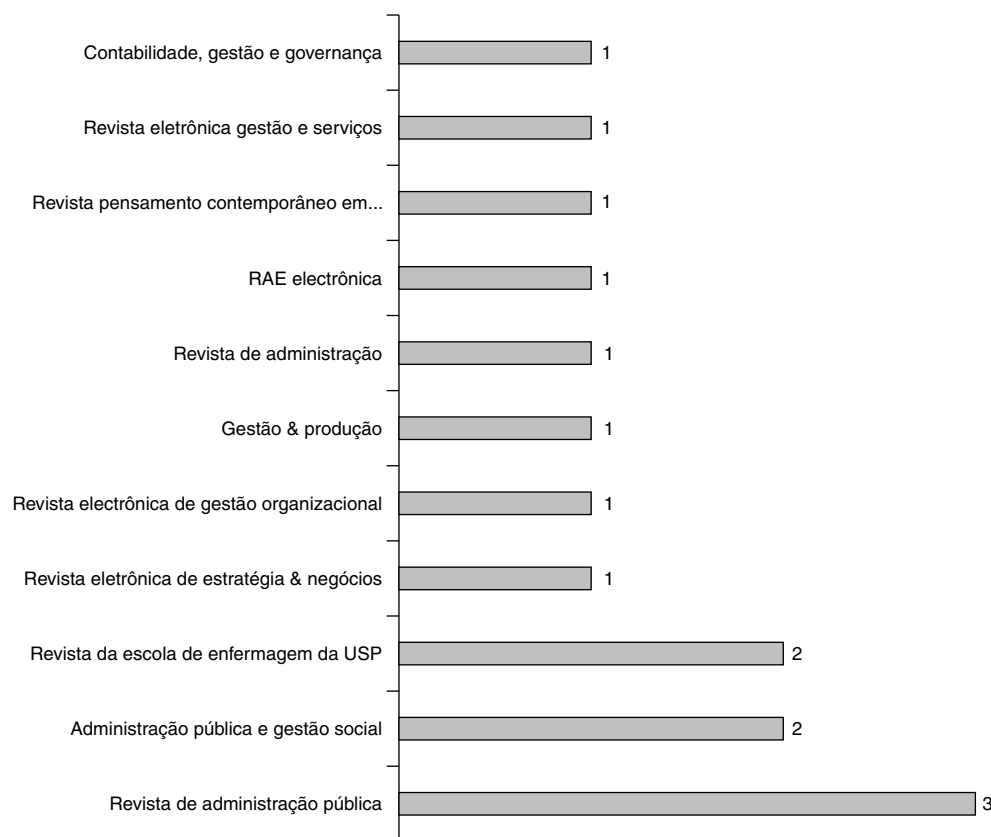 Contabilidade, gestão e governança 1
Revista eletrônica gestão e serviços 1
Revista pensamento contemporâneo em... 1
RAE electrônica 1
Revista de administração 1
Gestão & produção 1
Revista electrônica de gestão organizacional 1
Revista eletrônica de estratégia & negócios 1
Revista da escola de enfermagem da USP 2
Administração pública e gestão social 2
Revista de administração pública 3